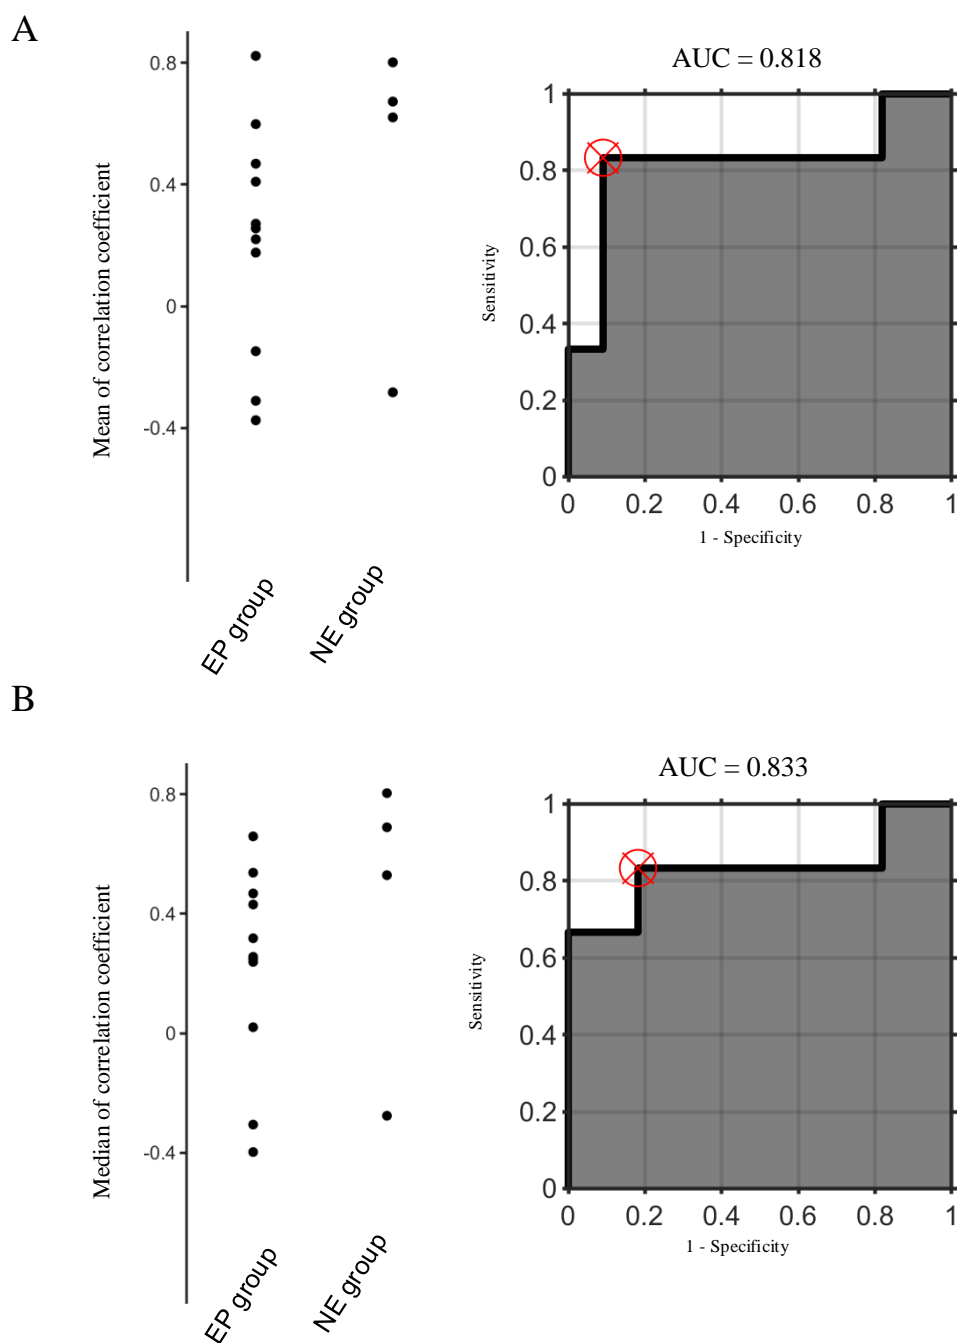 A
AUC = 0.818
Mean of correlation coefficient
0.8
0.4
0
-0.4
EP group
NE group
Sensitivity
1
0.8
0.6
0.4
0.2
0
0
0.2
0.4
0.6
0.8
1
1 - Specificity
B
AUC = 0.833
Median of correlation coefficient
0.8
0.4
0
-0.4
EP group
NE group
Sensitivity
1
0.8
0.6
0.4
0.2
0
0
0.2
0.4
0.6
0.8
1
1 - Specificity